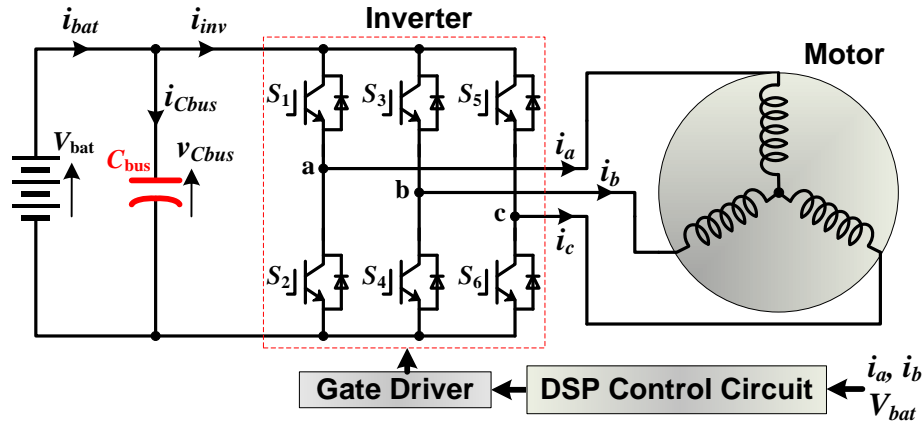 Inverter
Motor
i_bat
i_inv
i_Cbus
V_bat
C_bus
v_Cbus
S_1
S_3
S_5
a
b
c
i_a
i_b
i_c
S_2
S_4
S_6
Gate Driver
DSP Control Circuit
i_a, i_b
V_bat